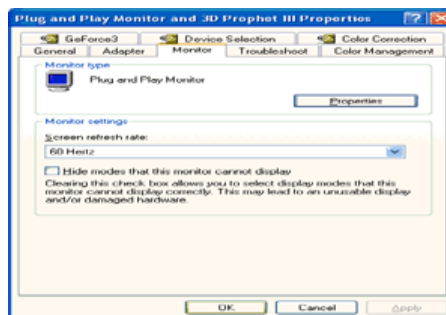 Plug and Play Monitor and 3D Prophet III Properties
GeForce3 Device Selection Color Correction
General Adapter Monitor Troubleshoot Color Management
Monitor type
Plug and Play Monitor
Properties
Monitor settings
Screen refresh rate:
60 Hertz
Hide modes that this monitor cannot display
Clearing this check box allows you to select display modes that this
monitor cannot display correctly. This may lead to an unusable display
and/or damaged hardware.
OK Cancel Apply